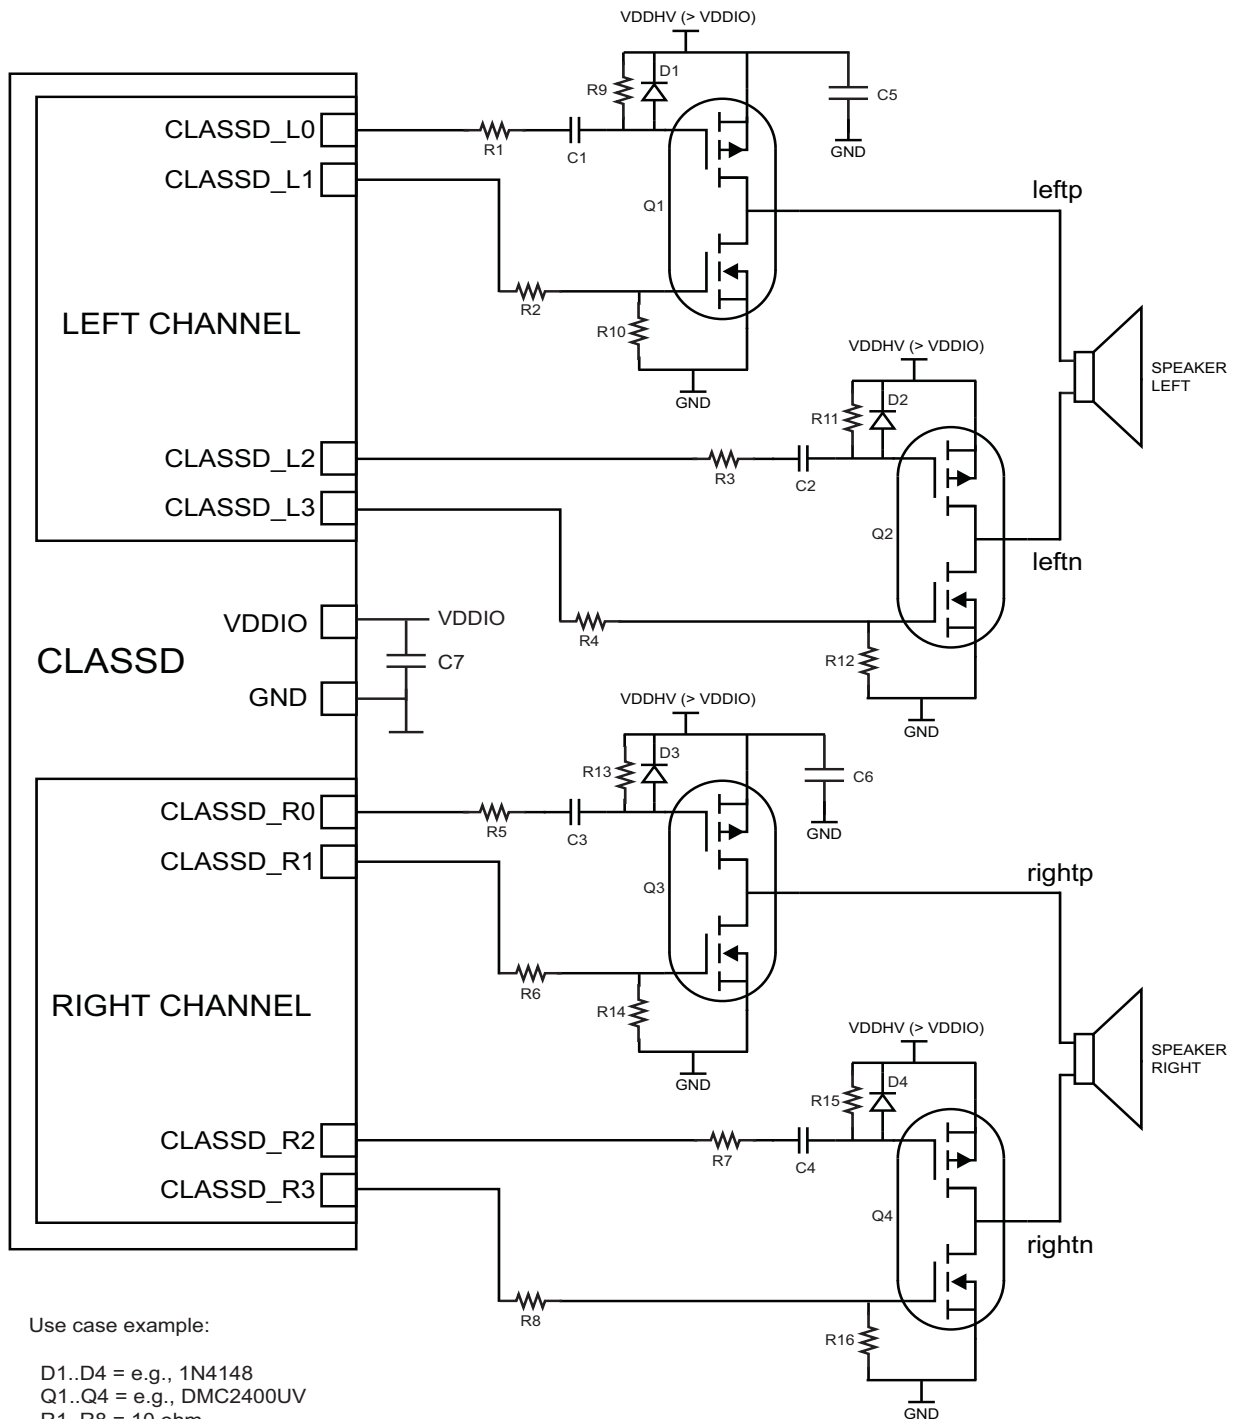 VDDHV (> VDDIO)
D1
R9
C5
CLASSD_L0
R1
C1
GND
CLASSD_L1
leftp
Q1
R2
LEFT CHANNEL
R10
VDDHV (> VDDIO)
SPEAKER
LEFT
GND
D2
R11
CLASSD_L2
R3
C2
CLASSD_L3
Q2
leftn
VDDIO
VDDIO
R4
CLASSD
C7
R12
GND
VDDHV (> VDDIO)
GND
D3
R13
C6
CLASSD_R0
R5
C3
GND
CLASSD_R1
rightp
Q3
R6
RIGHT CHANNEL
R14
VDDHV (> VDDIO)
SPEAKER
RIGHT
GND
D4
R15
CLASSD_R2
R7
C4
CLASSD_R3
Q4
rightn
R8
Use case example:
R16
D1..D4 = e.g., 1N4148
Q1..Q4 = e.g., DMC2400UV
R1..R8 = 10 ohm
GND